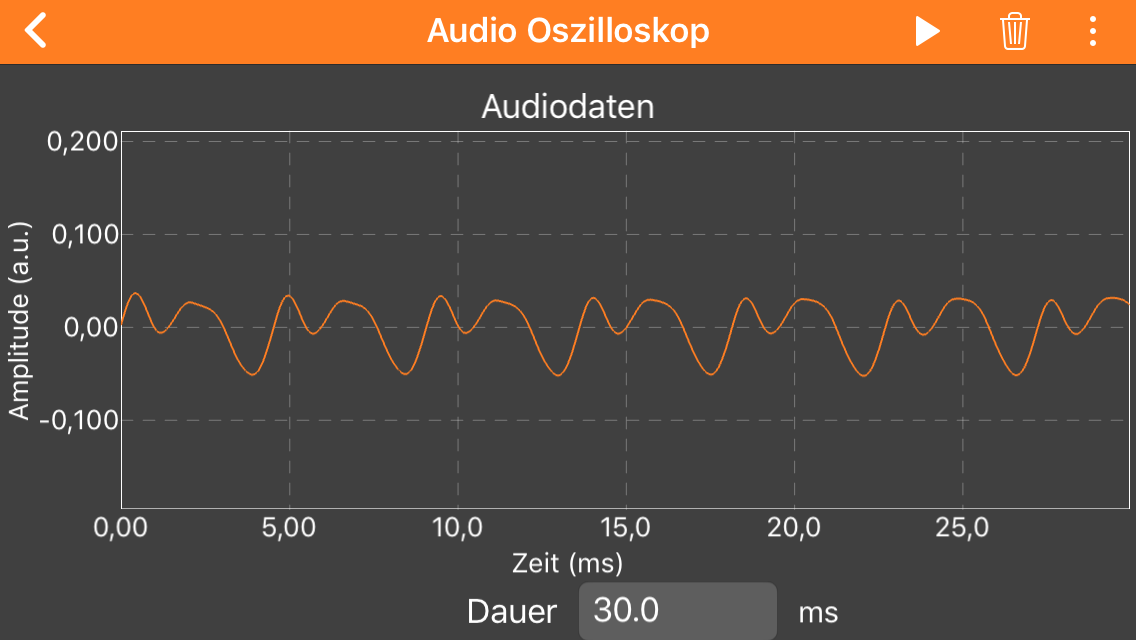 Audio Oszilloskop
Audiodaten
0,200
0,100
0,00
-0,100
Amplitude (a.u.)
0,00 5,00 10,0 15,0 20,0 25,0
Zeit (ms)
Dauer 30.0 ms